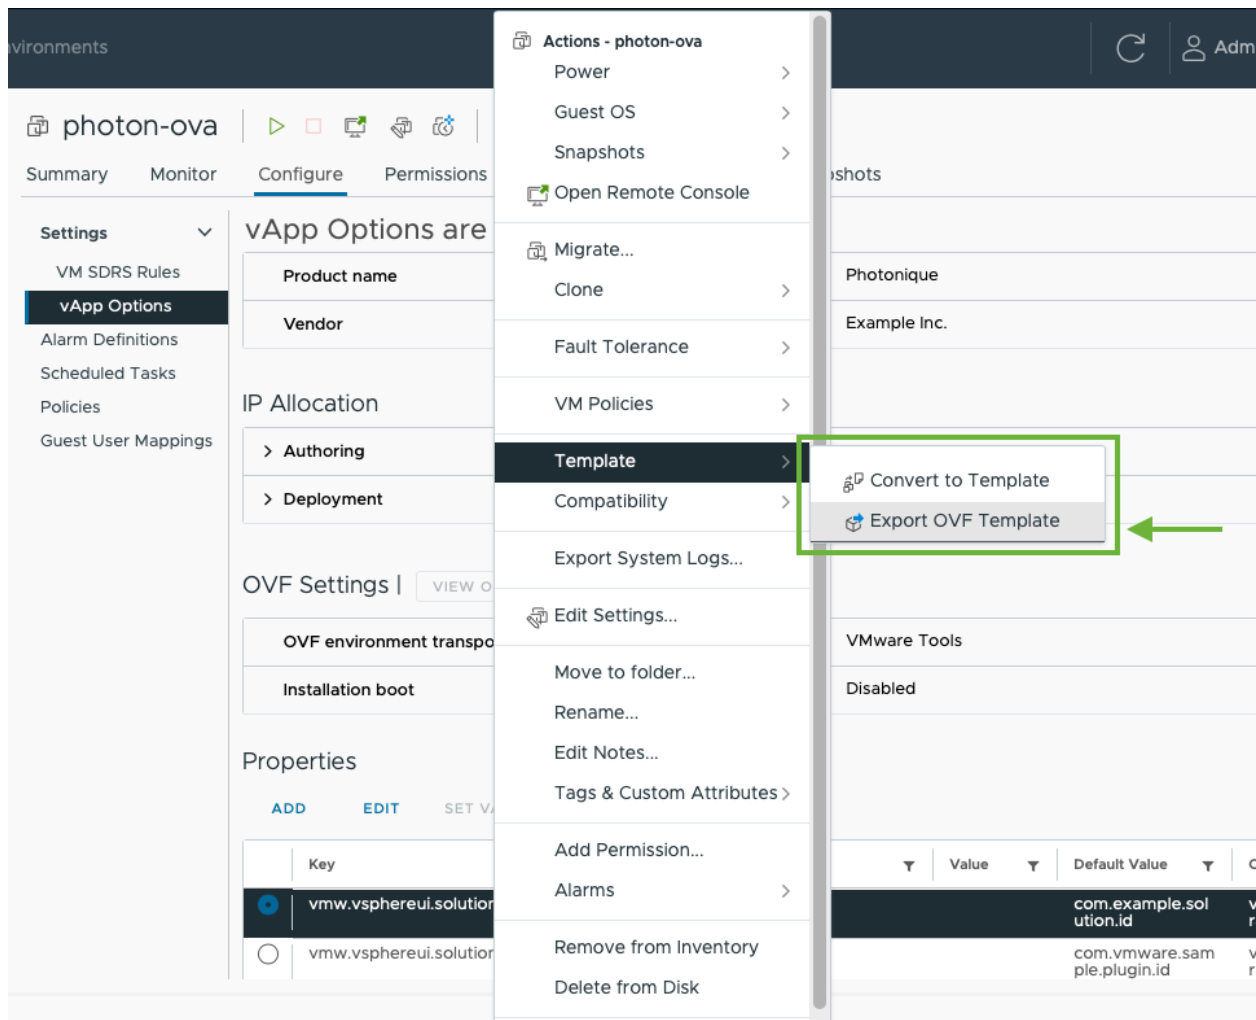 Adm
photon-ova
Summary Monitor Configure Permissions
Settings
VM SDRS Rules
vApp Options
Alarm Definitions
Scheduled Tasks
Policies
Guest User Mappings
vApp Options are
Product name Photonique
Vendor Example Inc.
IP Allocation
Authoring
Deployment
OVF Settings |
VIEW
OVF environment VMware Tools
Installation boot Disabled
Properties
ADD EDIT SET
Key Value Default Value
vmw.vsphereui.solution com.example.sol
ution.id
vmw.vsphereui.solution com.vmware.sam
ple.plugin.id
Actions - photon-ova
Power
Guest OS
Snapshots
Open Remote Console
Migrate...
Clone
Fault Tolerance
VM Policies
Template
Compatibility
Export System Logs...
Edit Settings...
Move to folder...
Rename...
Edit Notes...
Tags & Custom Attributes
Add Permission...
Alarms
Remove from Inventory
Delete from Disk
Convert to Template
Export OVF Template